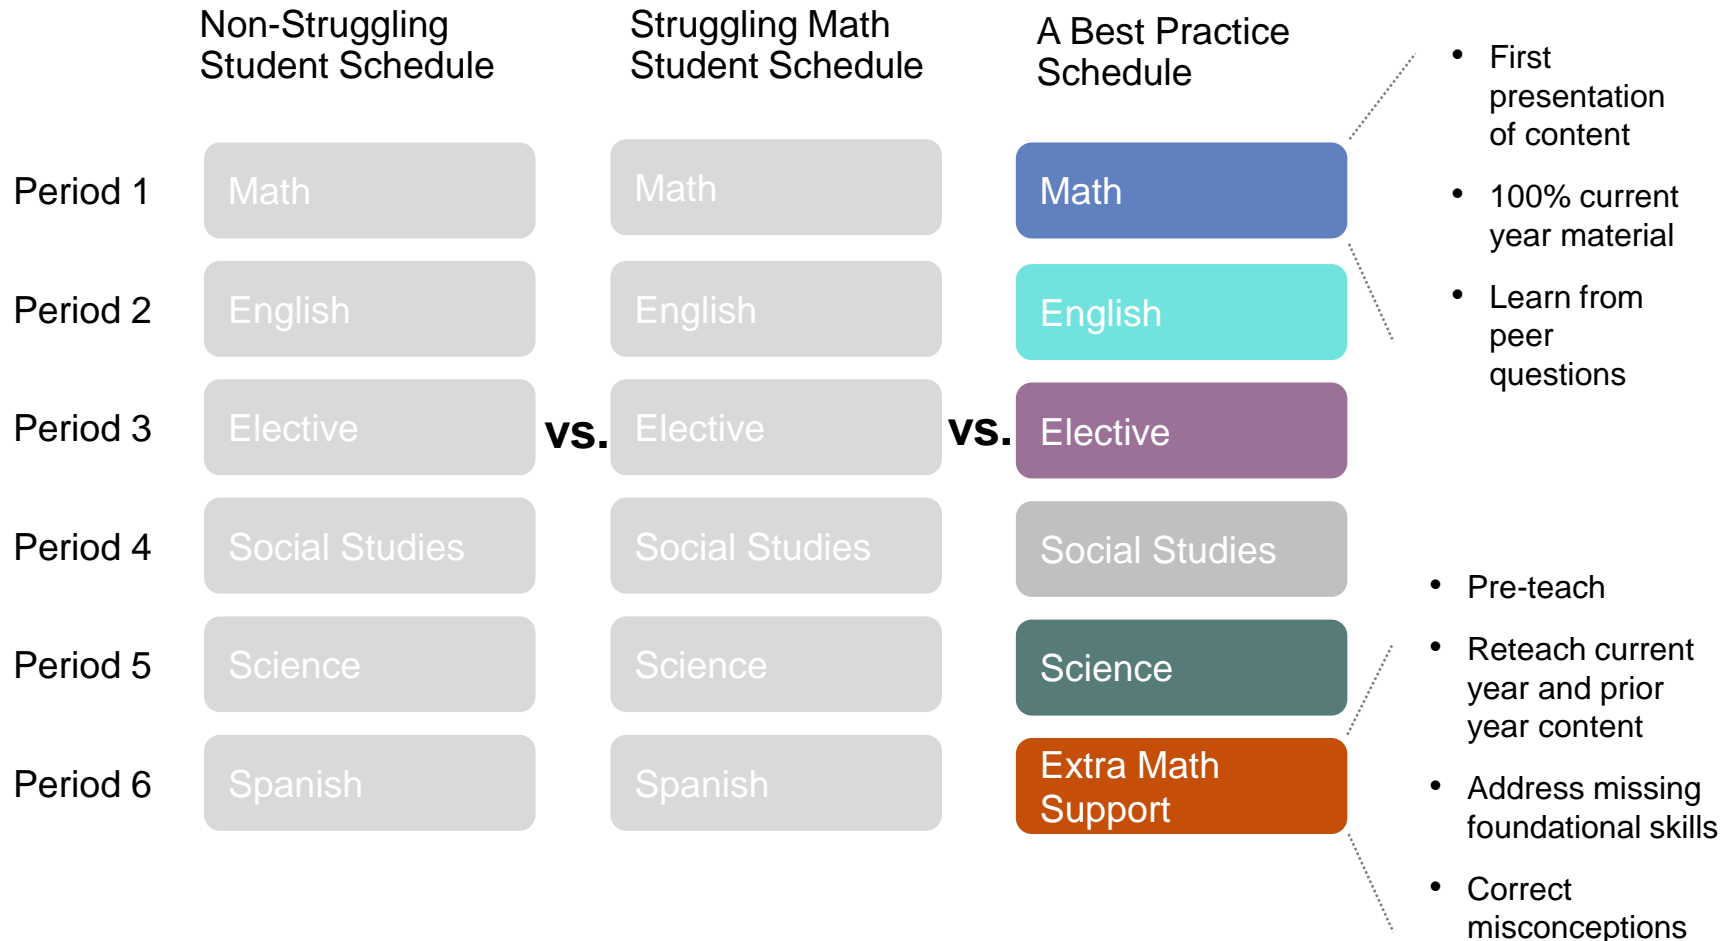 Non-Struggling
Student Schedule
Struggling Math
Student Schedule
A Best Practice
Schedule
Period 1
Math
Math
Math
Period 2
English
English
English
Period 3
Elective
vs.
Elective
vs.
Elective
Period 4
Social Studies
Social Studies
Social Studies
Period 5
Science
Science
Science
Period 6
Spanish
Spanish
Extra Math
Support
• First
presentation
of content
• 100% current
year material
• Learn from
peer
questions
• Pre-teach
• Reteach current
year and prior
year content
• Address missing
foundational skills
• Correct
misconceptions